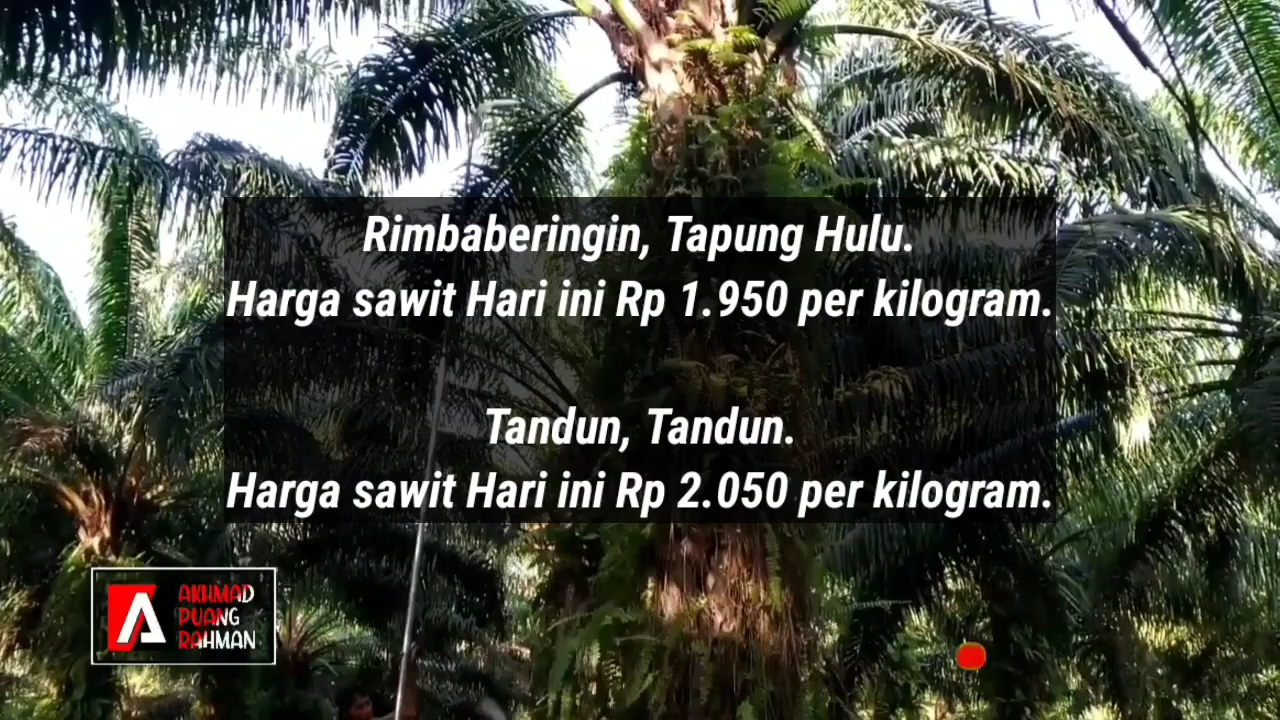 Rimbaberingin, Tapung Hulu.
Harga sawit Hari ini Rp 1.950 per kilogram.
Tandun, Tandun.
Harga sawit Hari ini Rp 2.050 per kilogram.
AKHMAD
PUANG
RAHMAN